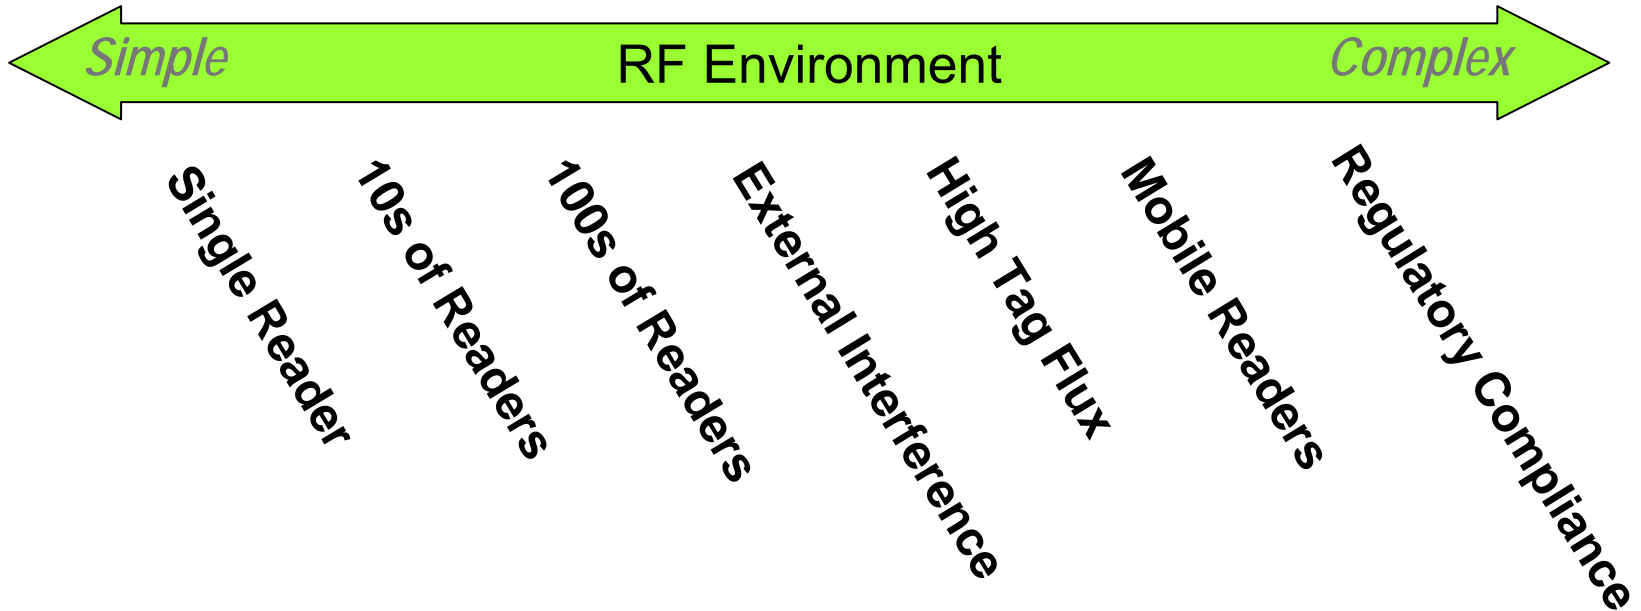 Simple
RF Environment
Complex
Single Reader
10s of Readers
100s of Readers
External Interference
High Tag Flux
Mobile Readers
Regulatory Compliance